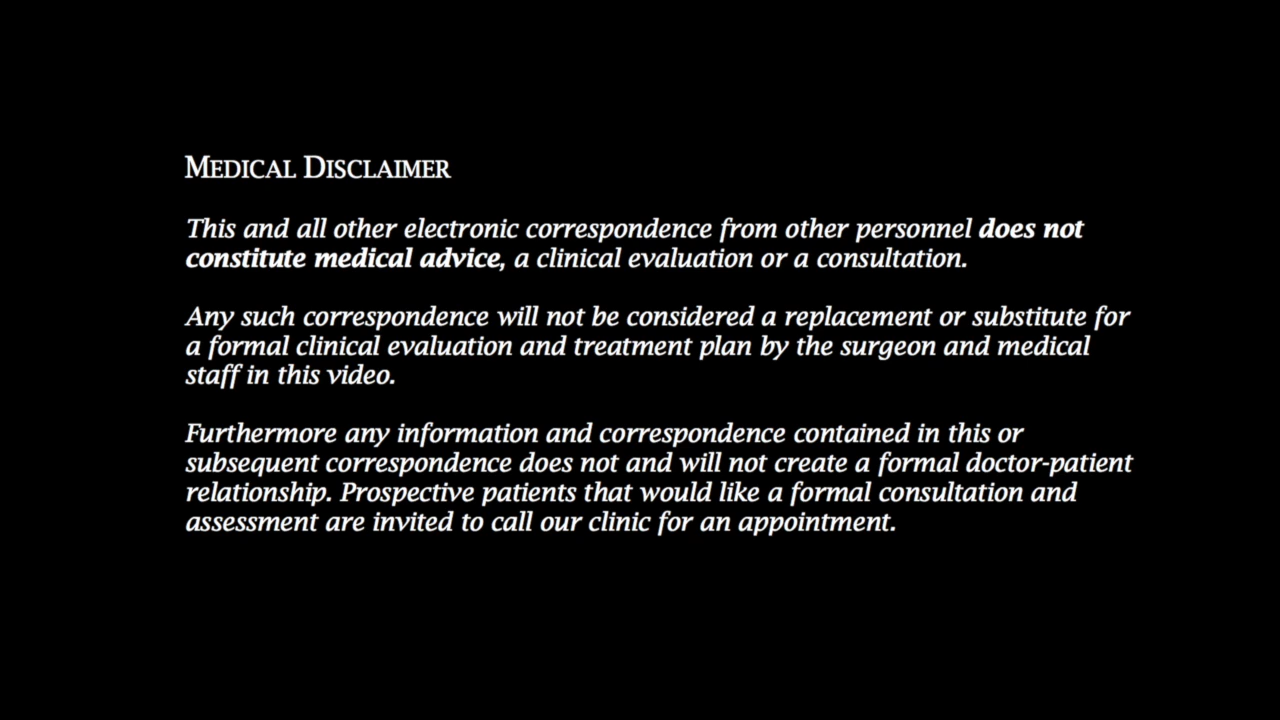 MEDICAL DISCLAIMER
This and all other electronic correspondence from other personnel does not
constitute medical advice, a clinical evaluation or a consultation.
Any such correspondence will not be considered a replacement or substitute for
a formal clinical evaluation and treatment plan by the surgeon and medical
staff in this video.
Furthermore any information and correspondence contained in this or
subsequent correspondence does not and will not create a formal doctor-patient
relationship. Prospective patients that would like a formal consultation and
assessment are invited to call our clinic for an appointment.